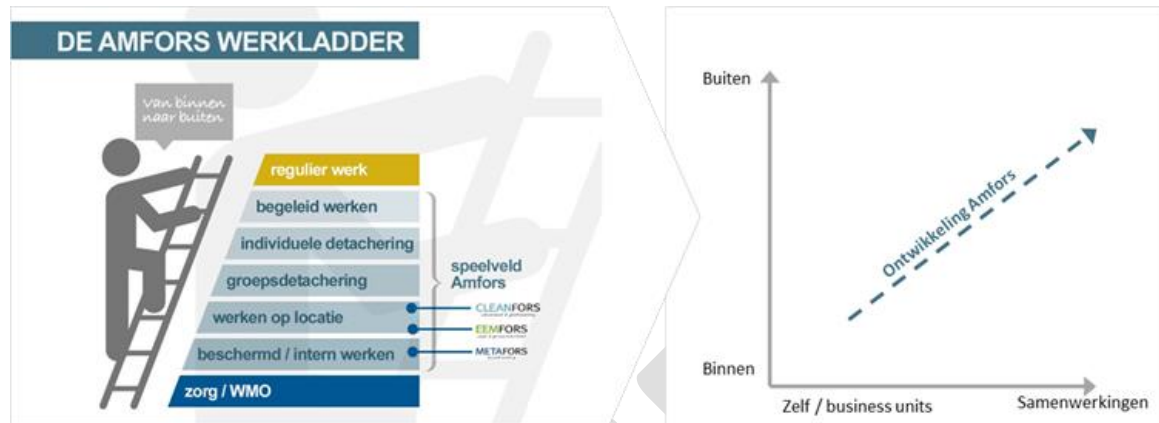 DE AMFORS WERKLADDER
van binnen
naar buiten
regulier werk
begeleid werken
individuele detachering
groepsdetachering
werken op locatie
beschermd / intern werken
zorg / WMO
speelveld
Amfors
CLEANFORS
EEMFORS
METAFORS
Buiten
Ontwikkeling Amfors
Binnen
Zelf / business units
Samenwerkingen